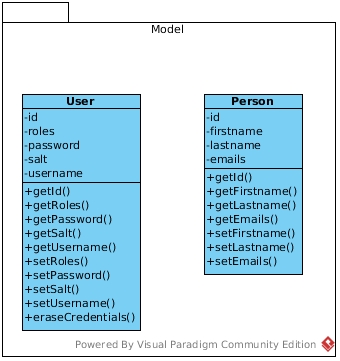 Model
User
-id
-roles
-password
-salt
-username
+getId()
+getRoles()
+getPassword()
+getSalt()
+getUsername()
+setRoles()
+setPassword()
+setSalt()
+setUsername()
+eraseCredentials()
Person
-id
-firstname
-lastname
-emails
+getId()
+getFirstname()
+getLastname()
+getEmails()
+setFirstname()
+setLastname()
+setEmails()
Powered By Visual Paradigm Community Edition